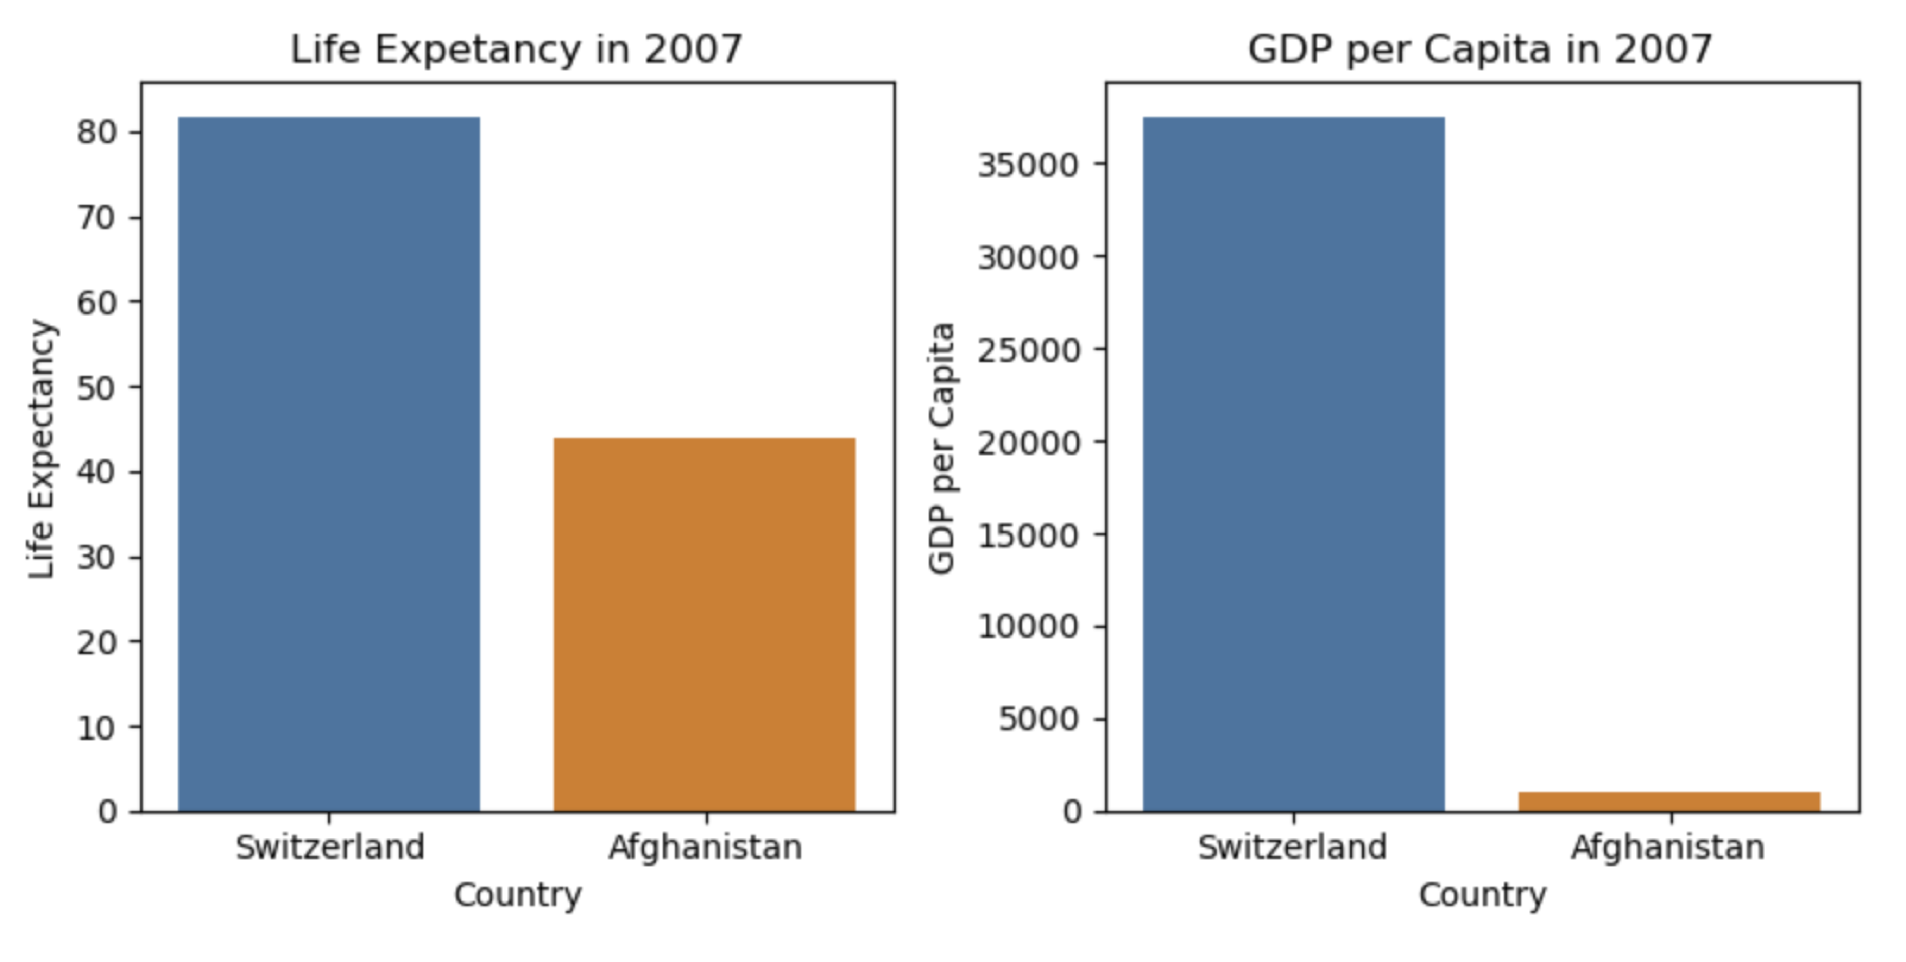 Life Expetancy in 2007
Life Expectancy
80
70
60
50
40
30
20
10
0
Switzerland Afghanistan
Country
GDP per Capita in 2007
GDP per Capita
35000
30000
25000
20000
15000
10000
5000
0
Switzerland Afghanistan
Country